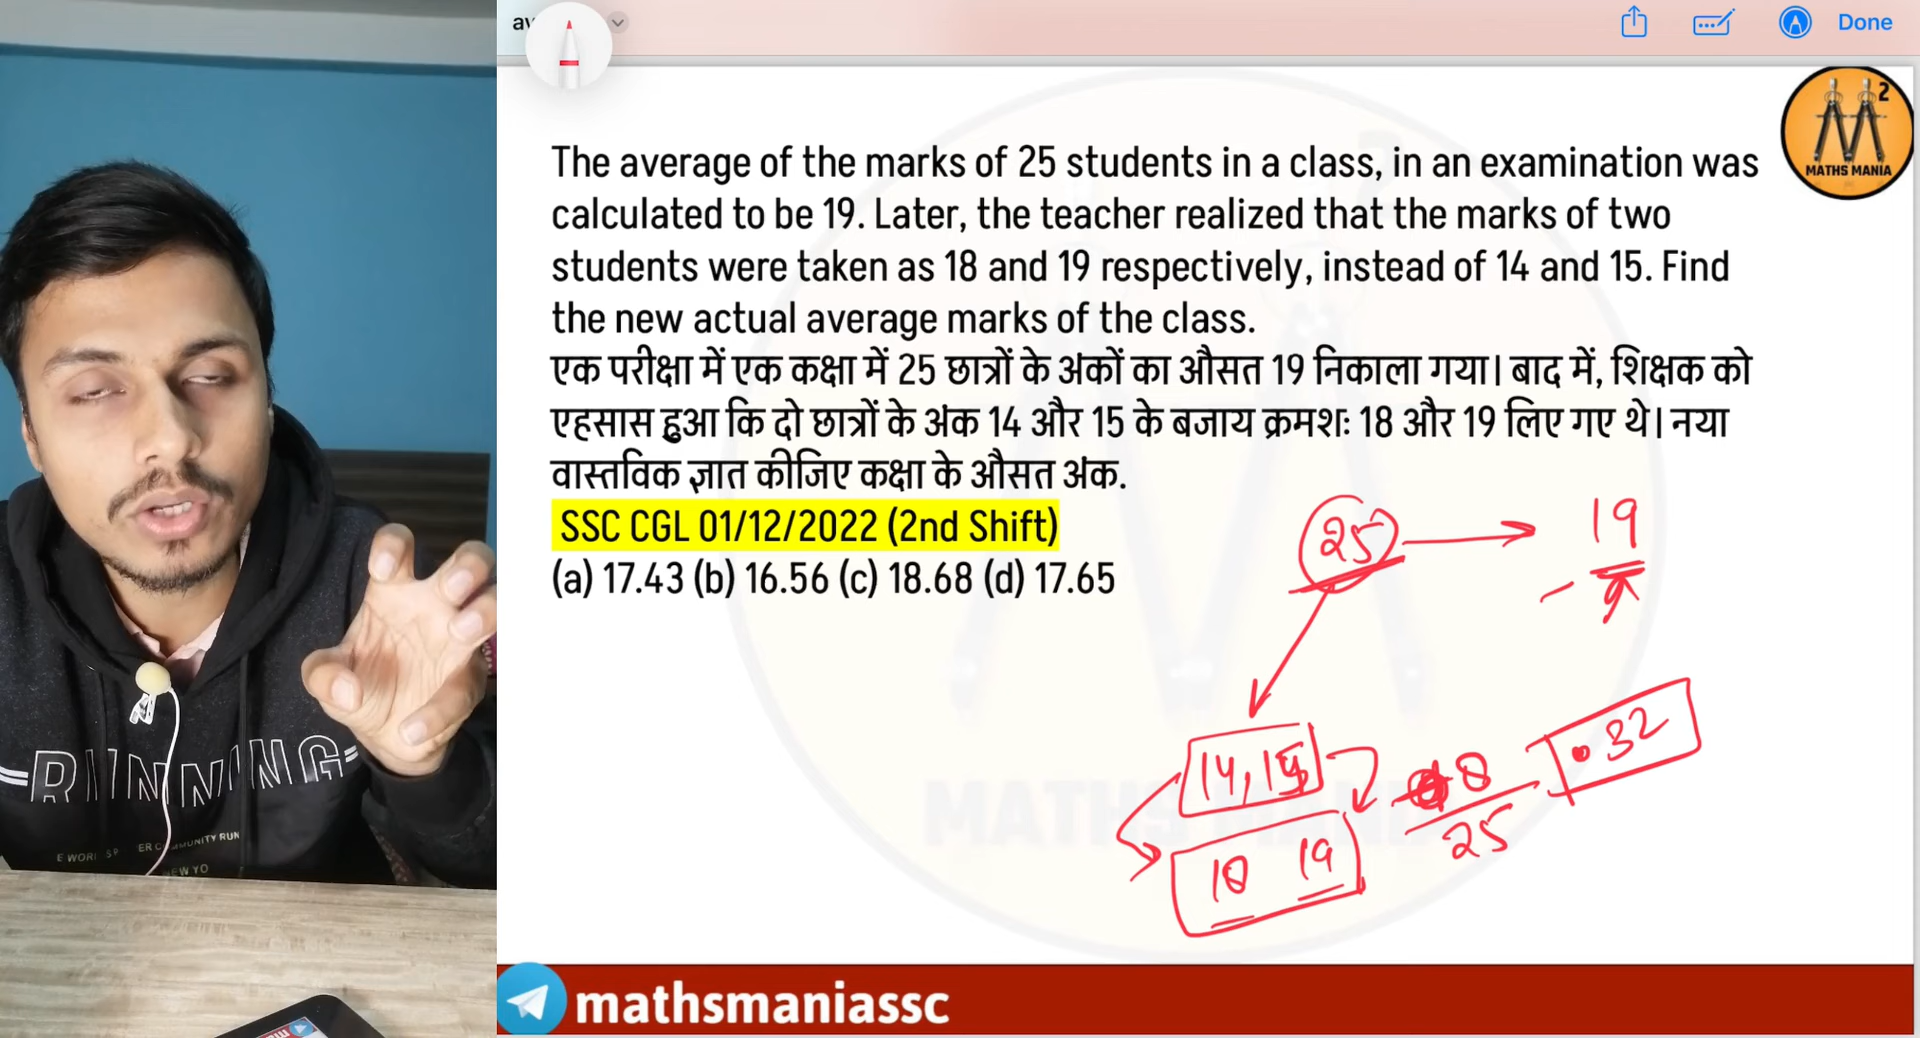 Done
2
MATHS MANIA
The average of the marks of 25 students in a class, in an examination was
calculated to be 19. Later, the teacher realized that the marks of two
students were taken as 18 and 19 respectively, instead of 14 and 15. Find
the new actual average marks of the class.
एक परीक्षा में एक कक्षा में 25 छात्रों के अंकों का औसत 19 निकाला गया। बाद में, शिक्षक को
एहसास हुआ कि दो छात्रों के अंक 14 और 15 के बजाय क्रमशः 18 और 19 लिए गए थे। नया
वास्तविक ज्ञात कीजिए कक्षा के औसत अंक.
SSC CGL 01/12/2022 (2nd Shift)
(a) 17.43 (b) 16.56 (c) 18.68 (d) 17.65
25
19
14, 15
18 19
8
25
.32
MATHS MANIA
RUNNING
mathsmaniassc